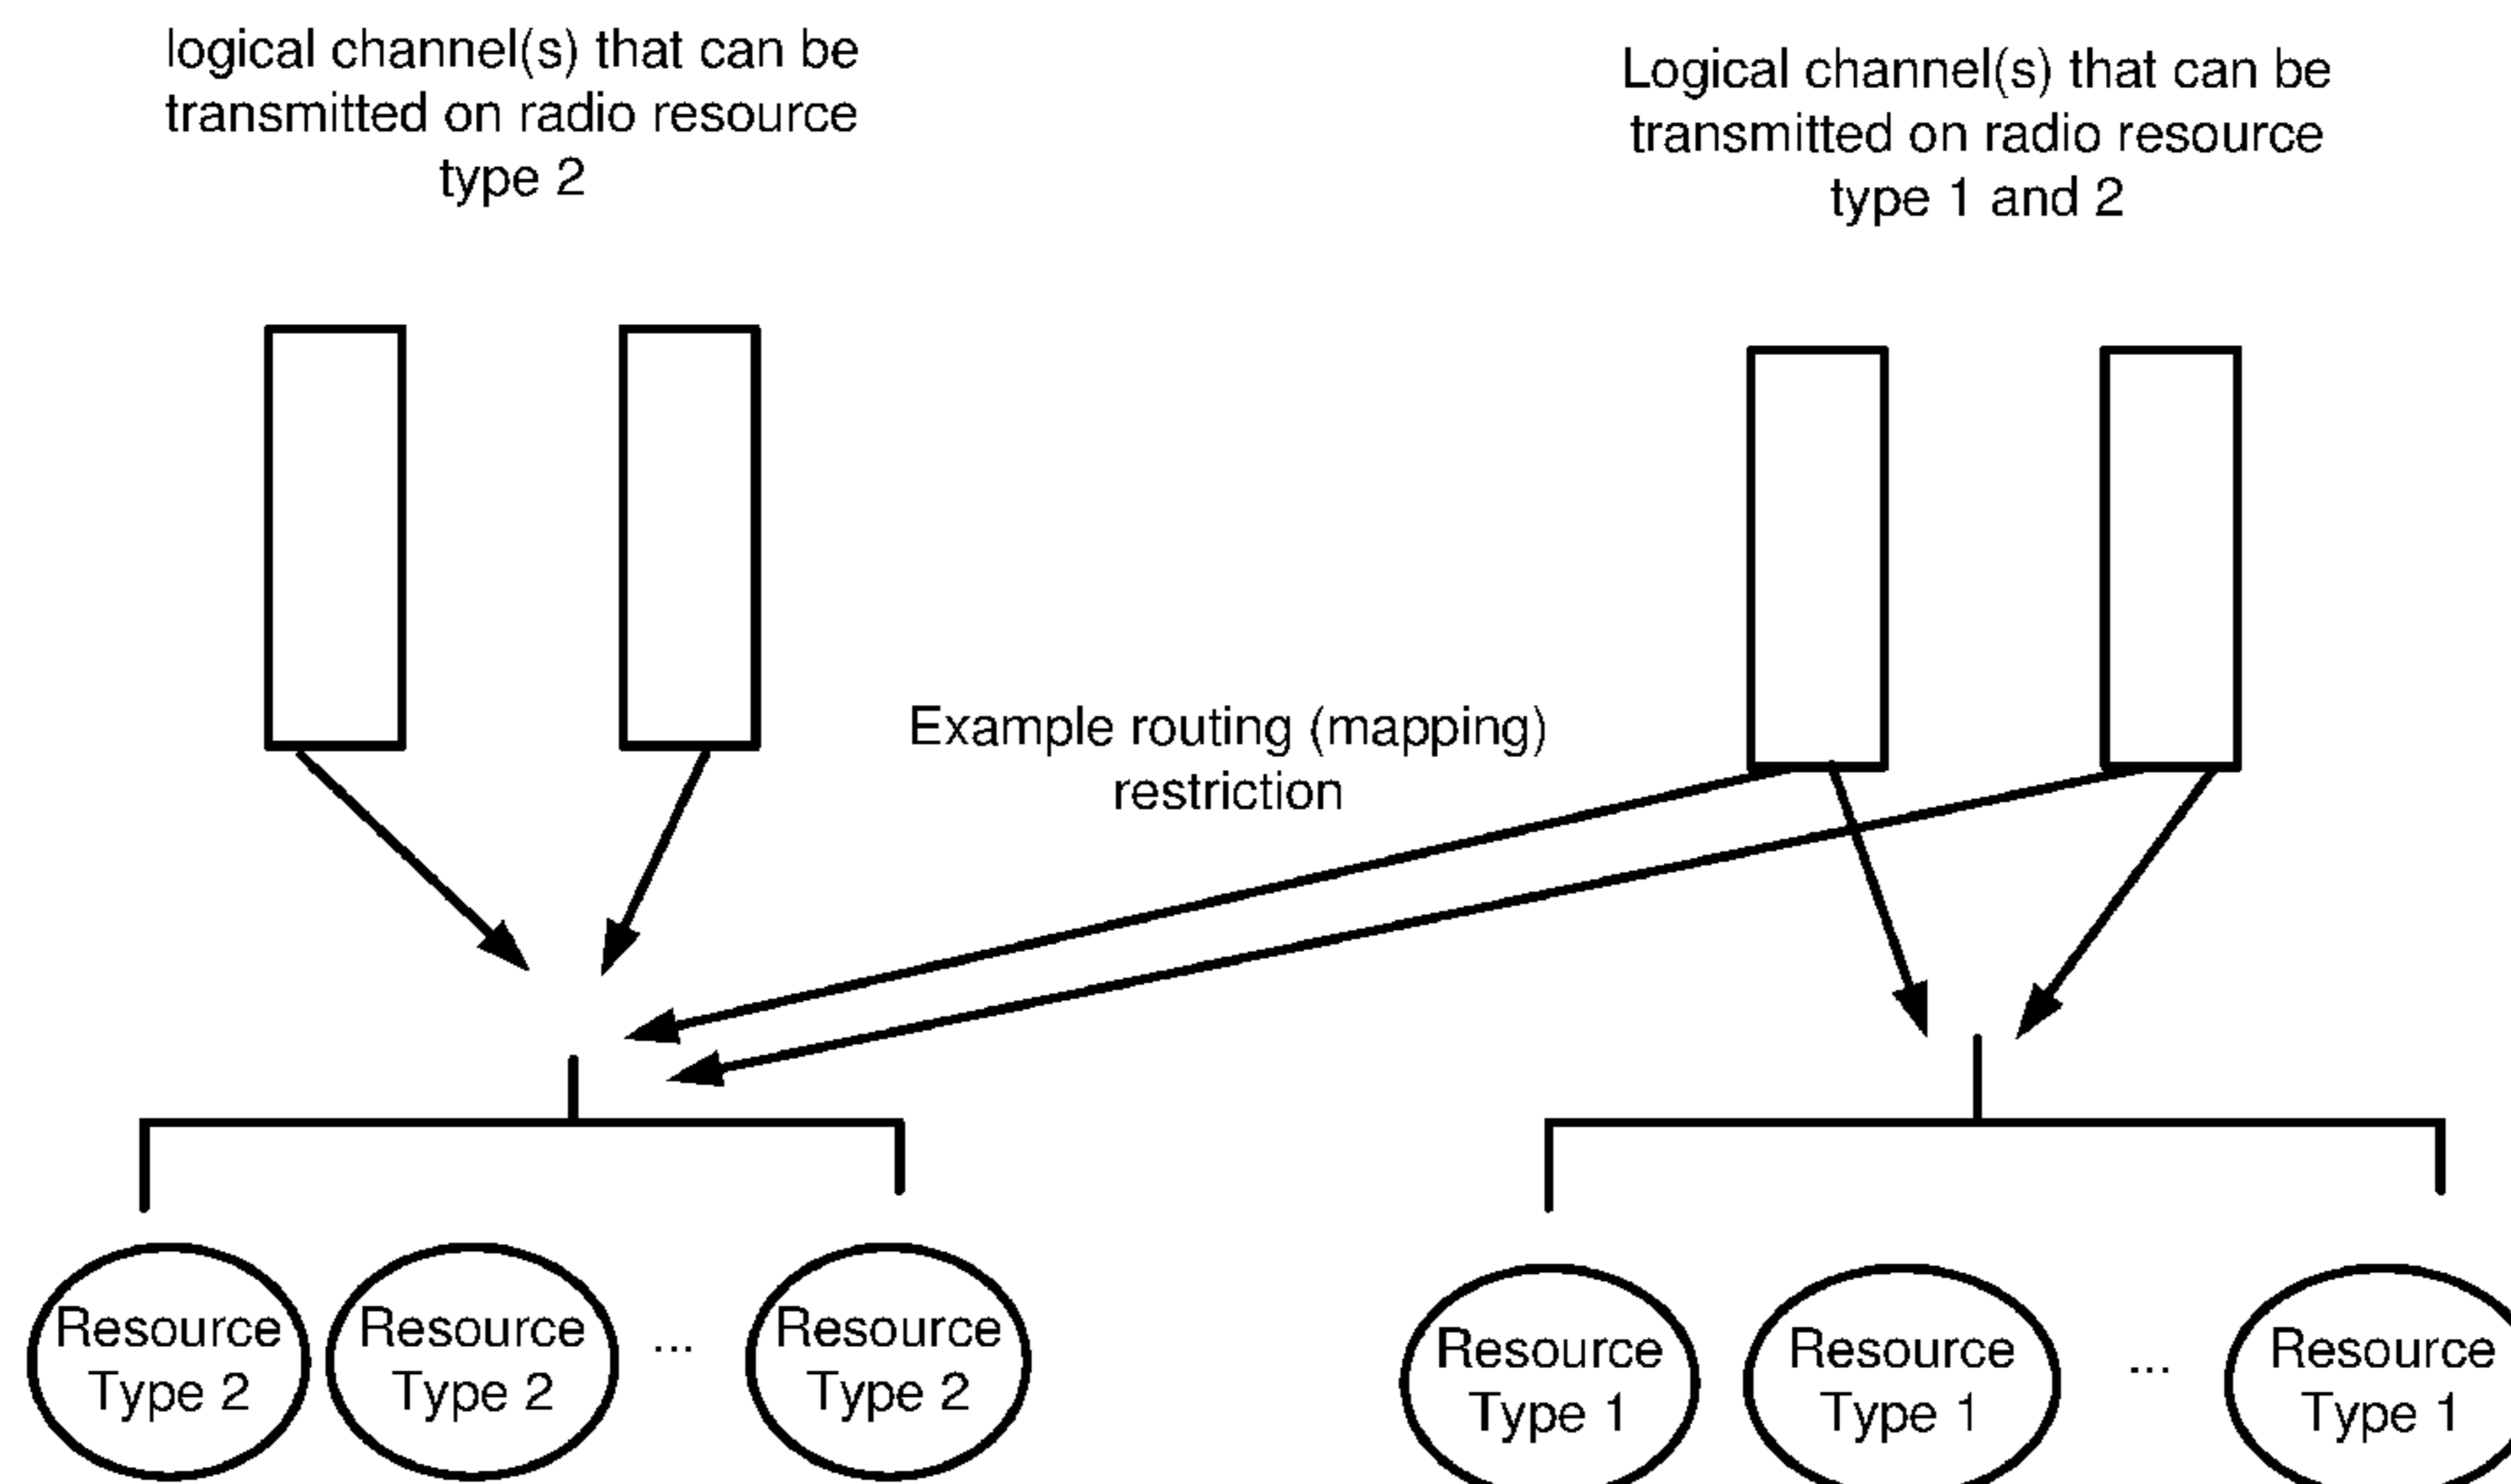 logical channel(s) that can be
transmitted on radio resource
type 2
Logical channel(s) that can be
transmitted on radio resource
type 1 and 2
Example routing (mapping)
restriction
Resource
Type 2
Resource
Type 2
...
Resource
Type 2
Resource
Type 1
Resource
Type 1
...
Resource
Type 1